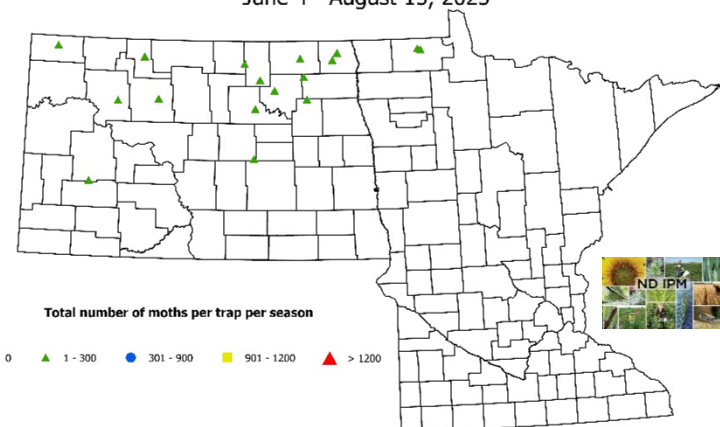 ND IPM
Total number of moths per trap per season
0 1 - 300 301 - 900 901 - 1200 > 1200